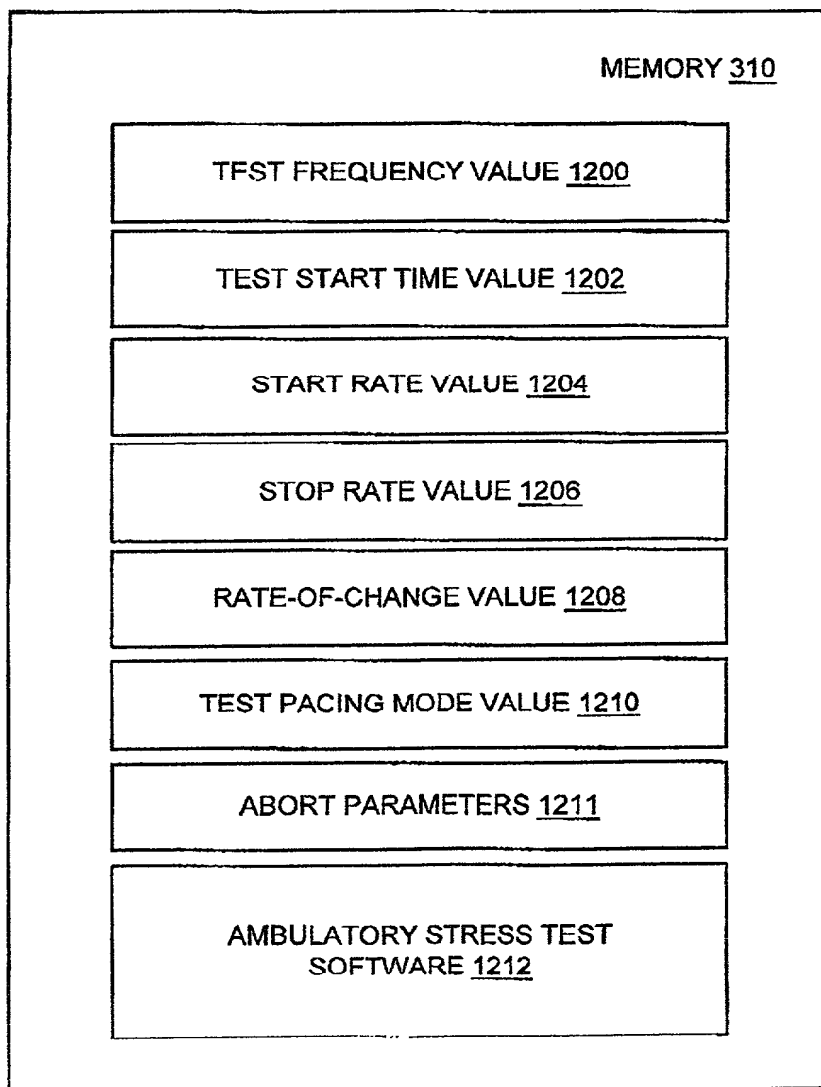 MEMORY 310
TEST FREQUENCY VALUE 1200
TEST START TIME VALUE 1202
START RATE VALUE 1204
STOP RATE VALUE 1206
RATE-OF-CHANGE VALUE 1208
TEST PACING MODE VALUE 1210
ABORT PARAMETERS 1211
AMBULATORY STRESS TEST
SOFTWARE 1212